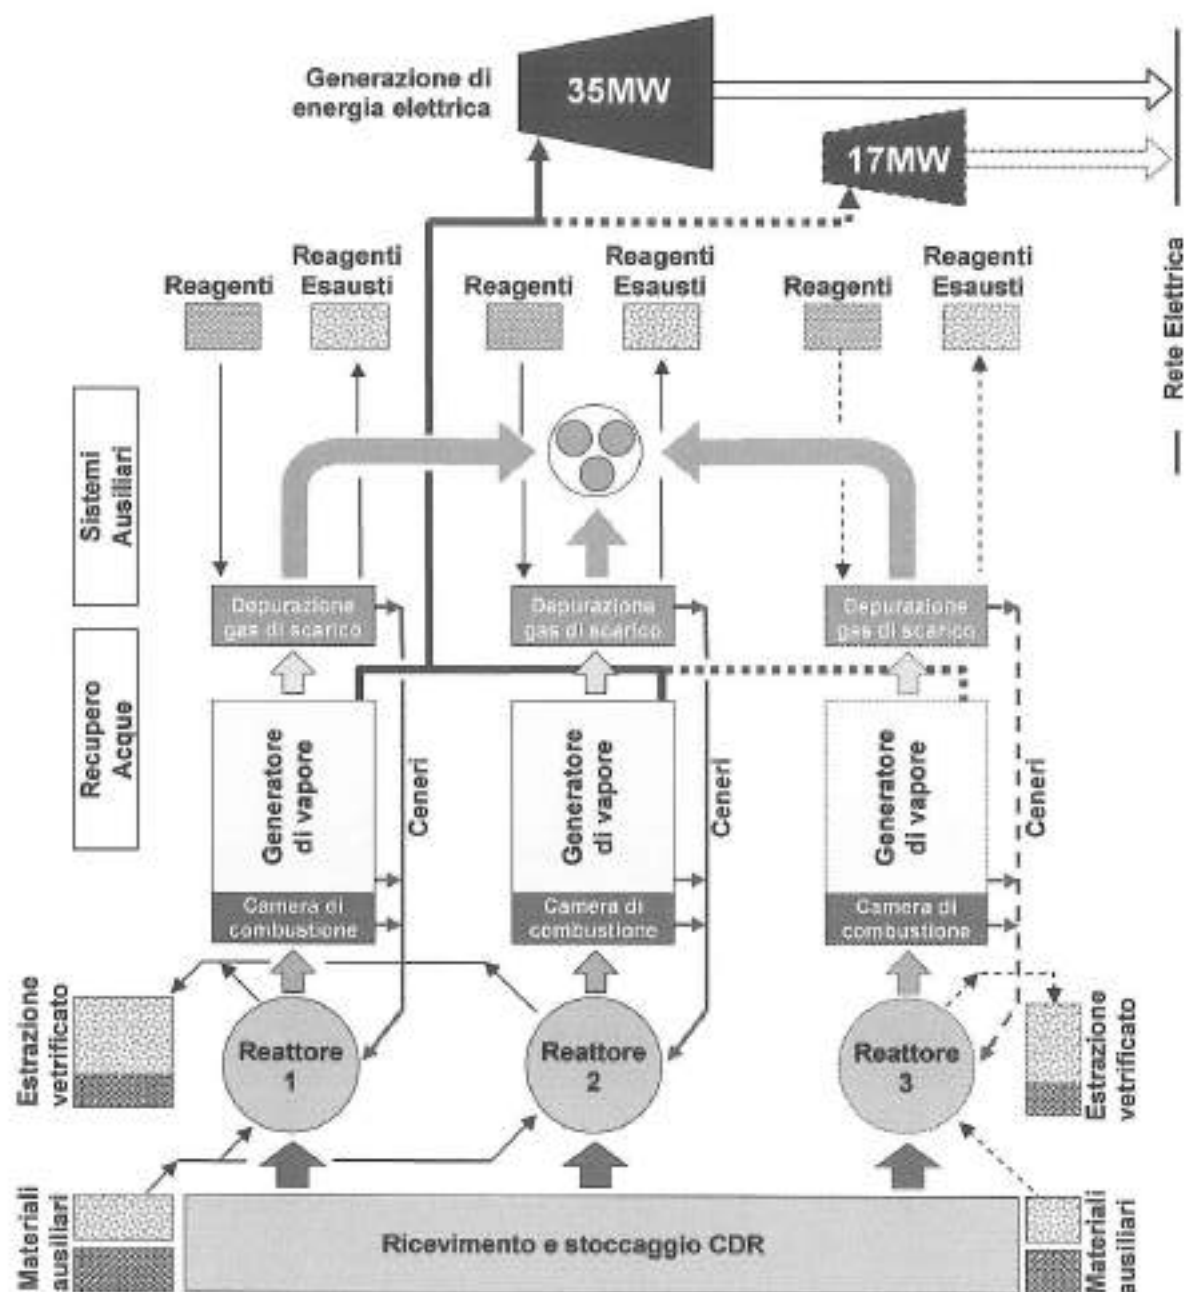 Generazione di
energia elettrica
35MW
17MW
Rete Elettrica
Reagenti
Reagenti
Esausti
Reagenti
Reagenti
Esausti
Reagenti
Reagenti
Esausti
Sistemi
Ausiliari
Depurazione
gas di scarico
Depurazione
gas di scarico
Depurazione
gas di scarico
Recupero
Acque
Generatore
di vapore
Ceneri
Generatore
di vapore
Ceneri
Generatore
di vapore
Ceneri
Camera di
combustione
Camera di
combustione
Camera di
combustione
Estrazione
vetrificato
Reattore
1
Reattore
2
Reattore
3
Estrazione
vetrificato
Materiali
ausiliari
Ricevimento e stoccaggio CDR
Materiali
ausiliari